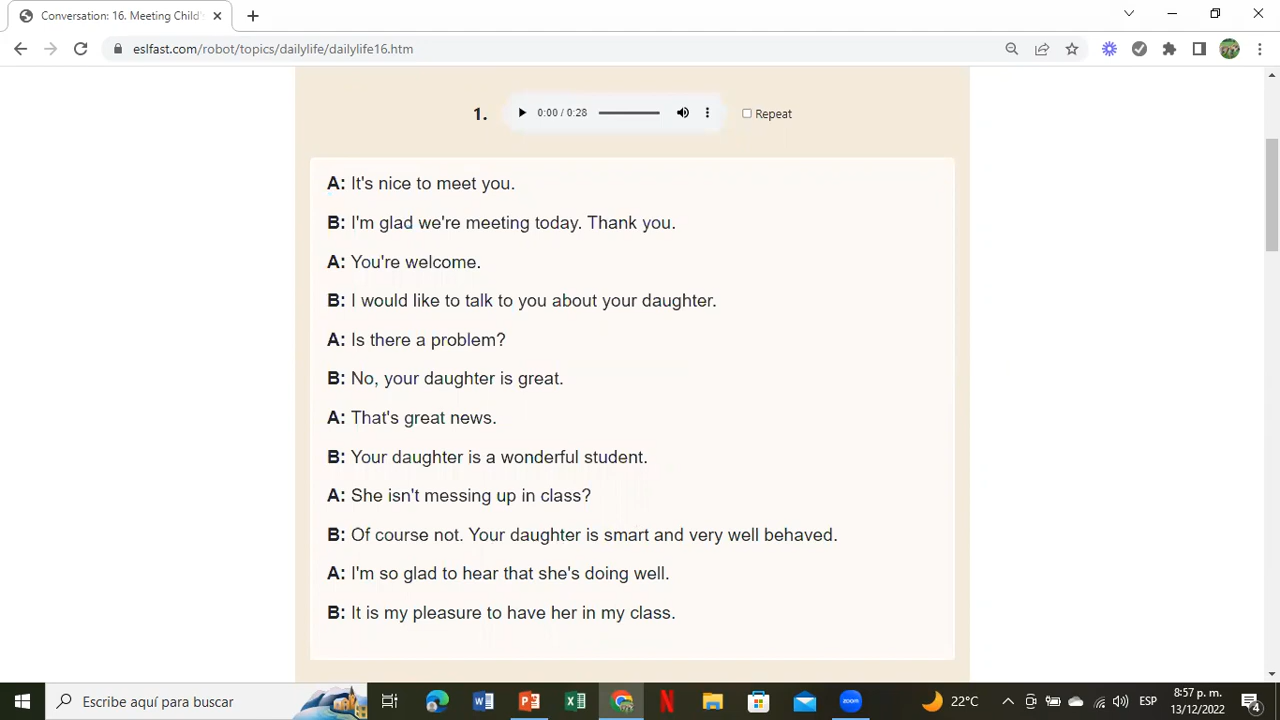 Conversation: 16. Meeting Child's
eslfast.com/robot/topics/dailylife/dailylife16.htm
1.
0:00 / 0:28
Repeat
A: It's nice to meet you.
B: I'm glad we're meeting today. Thank you.
A: You're welcome.
B: I would like to talk to you about your daughter.
A: Is there a problem?
B: No, your daughter is great.
A: That's great news.
B: Your daughter is a wonderful student.
A: She isn't messing up in class?
B: Of course not. Your daughter is smart and very well behaved.
A: I'm so glad to hear that she's doing well.
B: It is my pleasure to have her in my class.
Escribe aquí para buscar
zoom
22°C
ESP
8:57 p. m.
13/12/2022
4